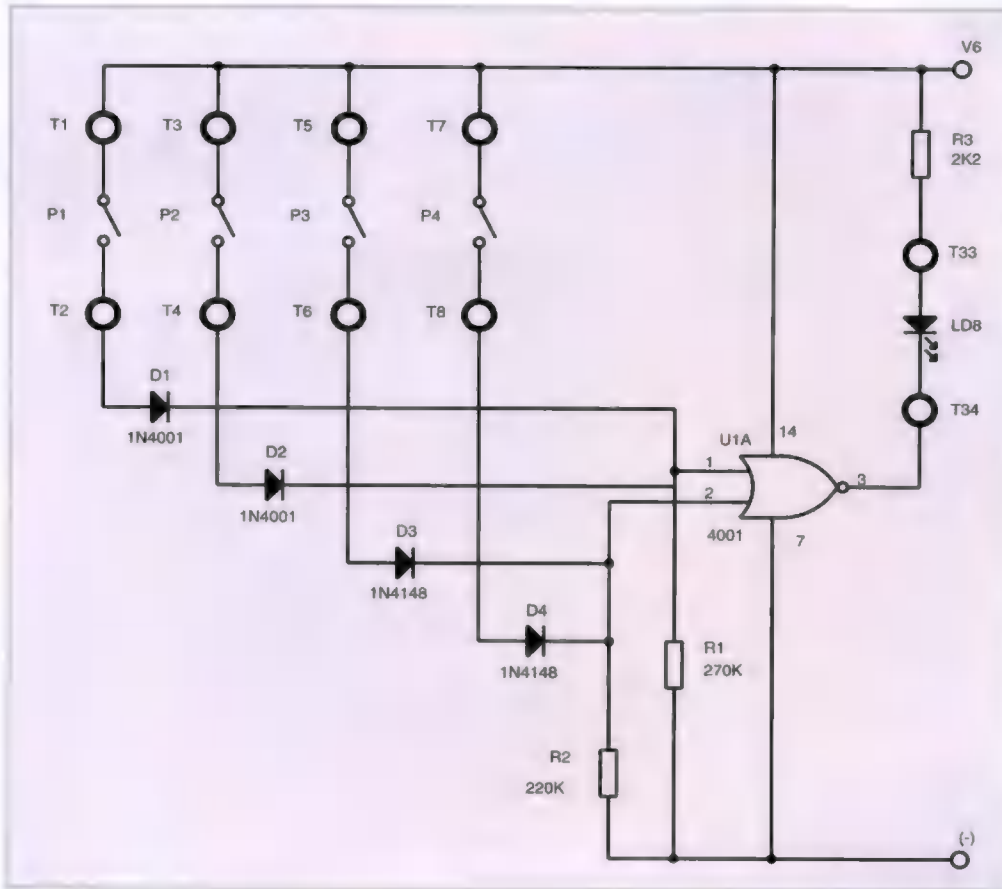 V6
T1
T3
T5
T7
R3
2K2
P1
P2
P3
P4
T33
T2
T4
T6
T8
LD8
D1
1N4001
T34
U1A
14
1
2
3
D2
1N4001
4001
7
D3
1N4148
D4
1N4148
R1
270K
R2
220K
(-)